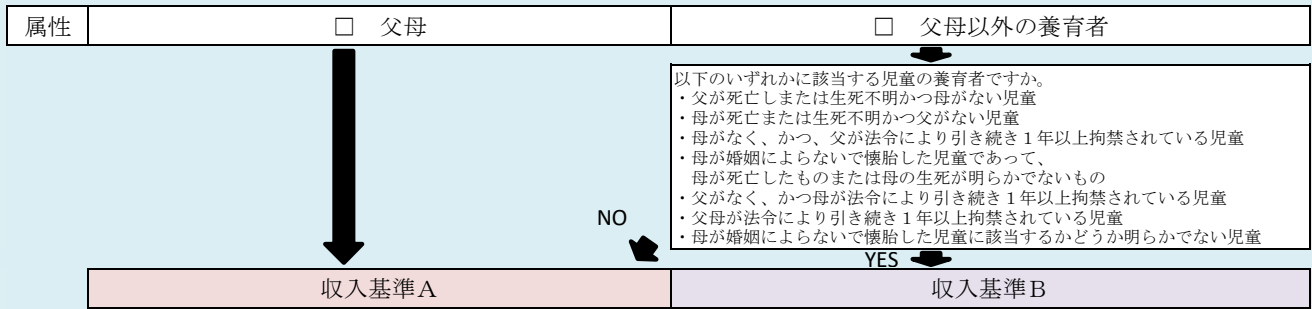 属性
□ 父母
□ 父母以外の養育者
以下のいずれかに該当する児童の養育者ですか。
・父が死亡しまたは生死不明かつ母がない児童
・母が死亡または生死不明かつ父がない児童
・母がなく、かつ、父が法令により引き続き１年以上拘禁されている児童
・母が婚姻によらないで懐胎した児童であって、
母が死亡したものまたは母の生死が明らかでないもの
・父がなく、かつ母が法令により引き続き１年以上拘禁されている児童
・父母が法令により引き続き１年以上拘禁されている児童
・母が婚姻によらないで懐胎した児童に該当するかどうか明らかでない児童
NO
YES
収入基準Ａ
収入基準Ｂ